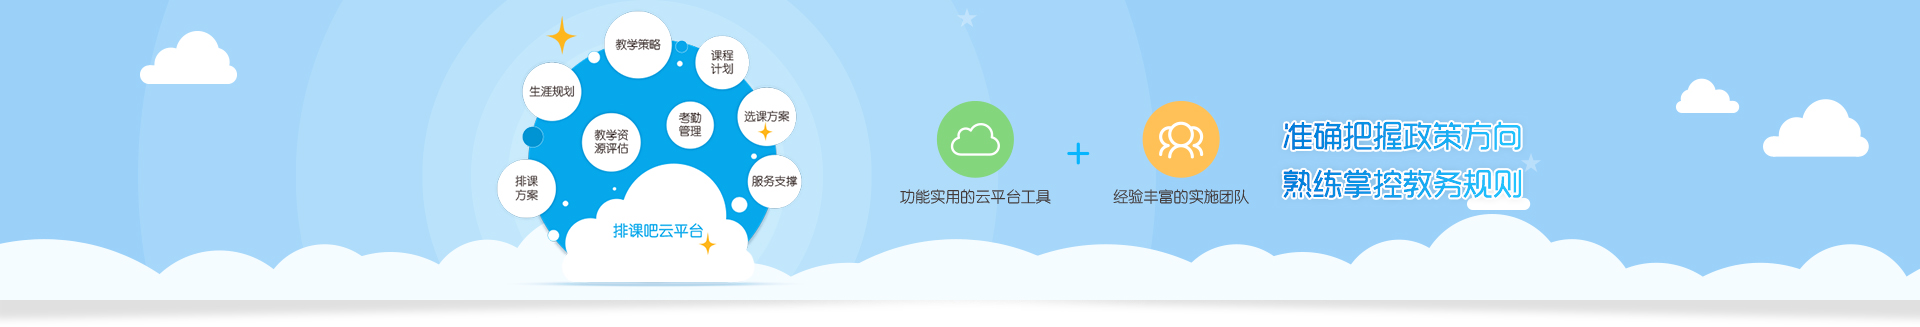 教学策略
课程
计划
生涯规划
选课方案
考勤
管理
教学资
源评估
排课
方案
服务支撑
排课吧云平台
功能实用的云平台工具
经验丰富的实施团队
准确把握政策方向
熟练掌控教务规则